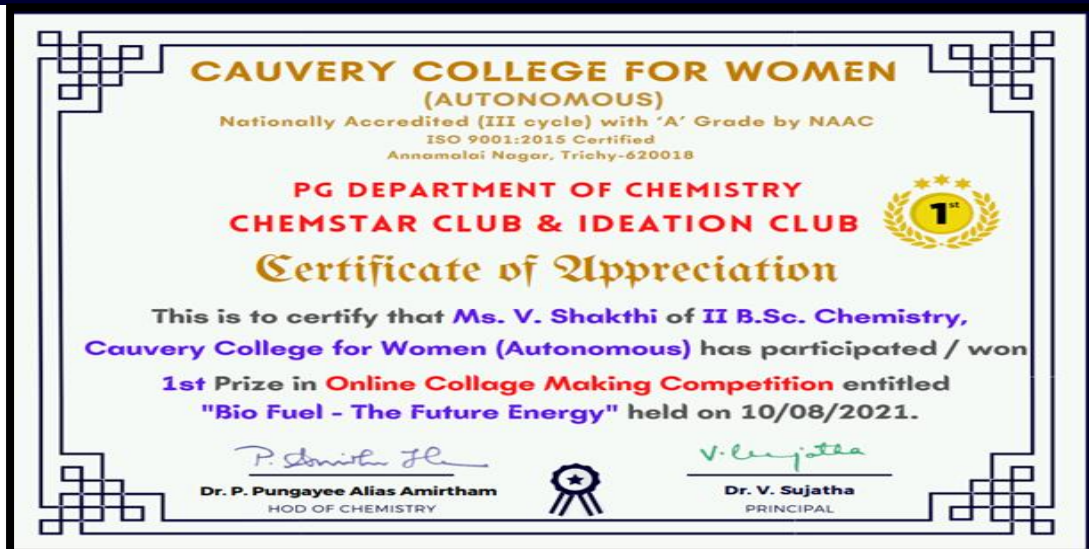 CAUVERY COLLEGE FOR WOMEN
(AUTONOMOUS)
Nationally Accredited (III cycle) with ‘A’ Grade by NAAC
ISO 9001:2015 Certified
Annamalai Nagar, Trichy-620018
PG DEPARTMENT OF CHEMISTRY
CHEMSTAR CLUB & IDEATION CLUB
1st
Certificate of Appreciation
This is to certify that Ms. V. Shakthi of II B.Sc. Chemistry,
Cauvery College for Women (Autonomous) has participated / won
1st Prize in Online Collage Making Competition entitled
"Bio Fuel - The Future Energy" held on 10/08/2021.
Dr. P. Pungayee Alias Amirtham
HOD OF CHEMISTRY
Dr. V. Sujatha
PRINCIPAL